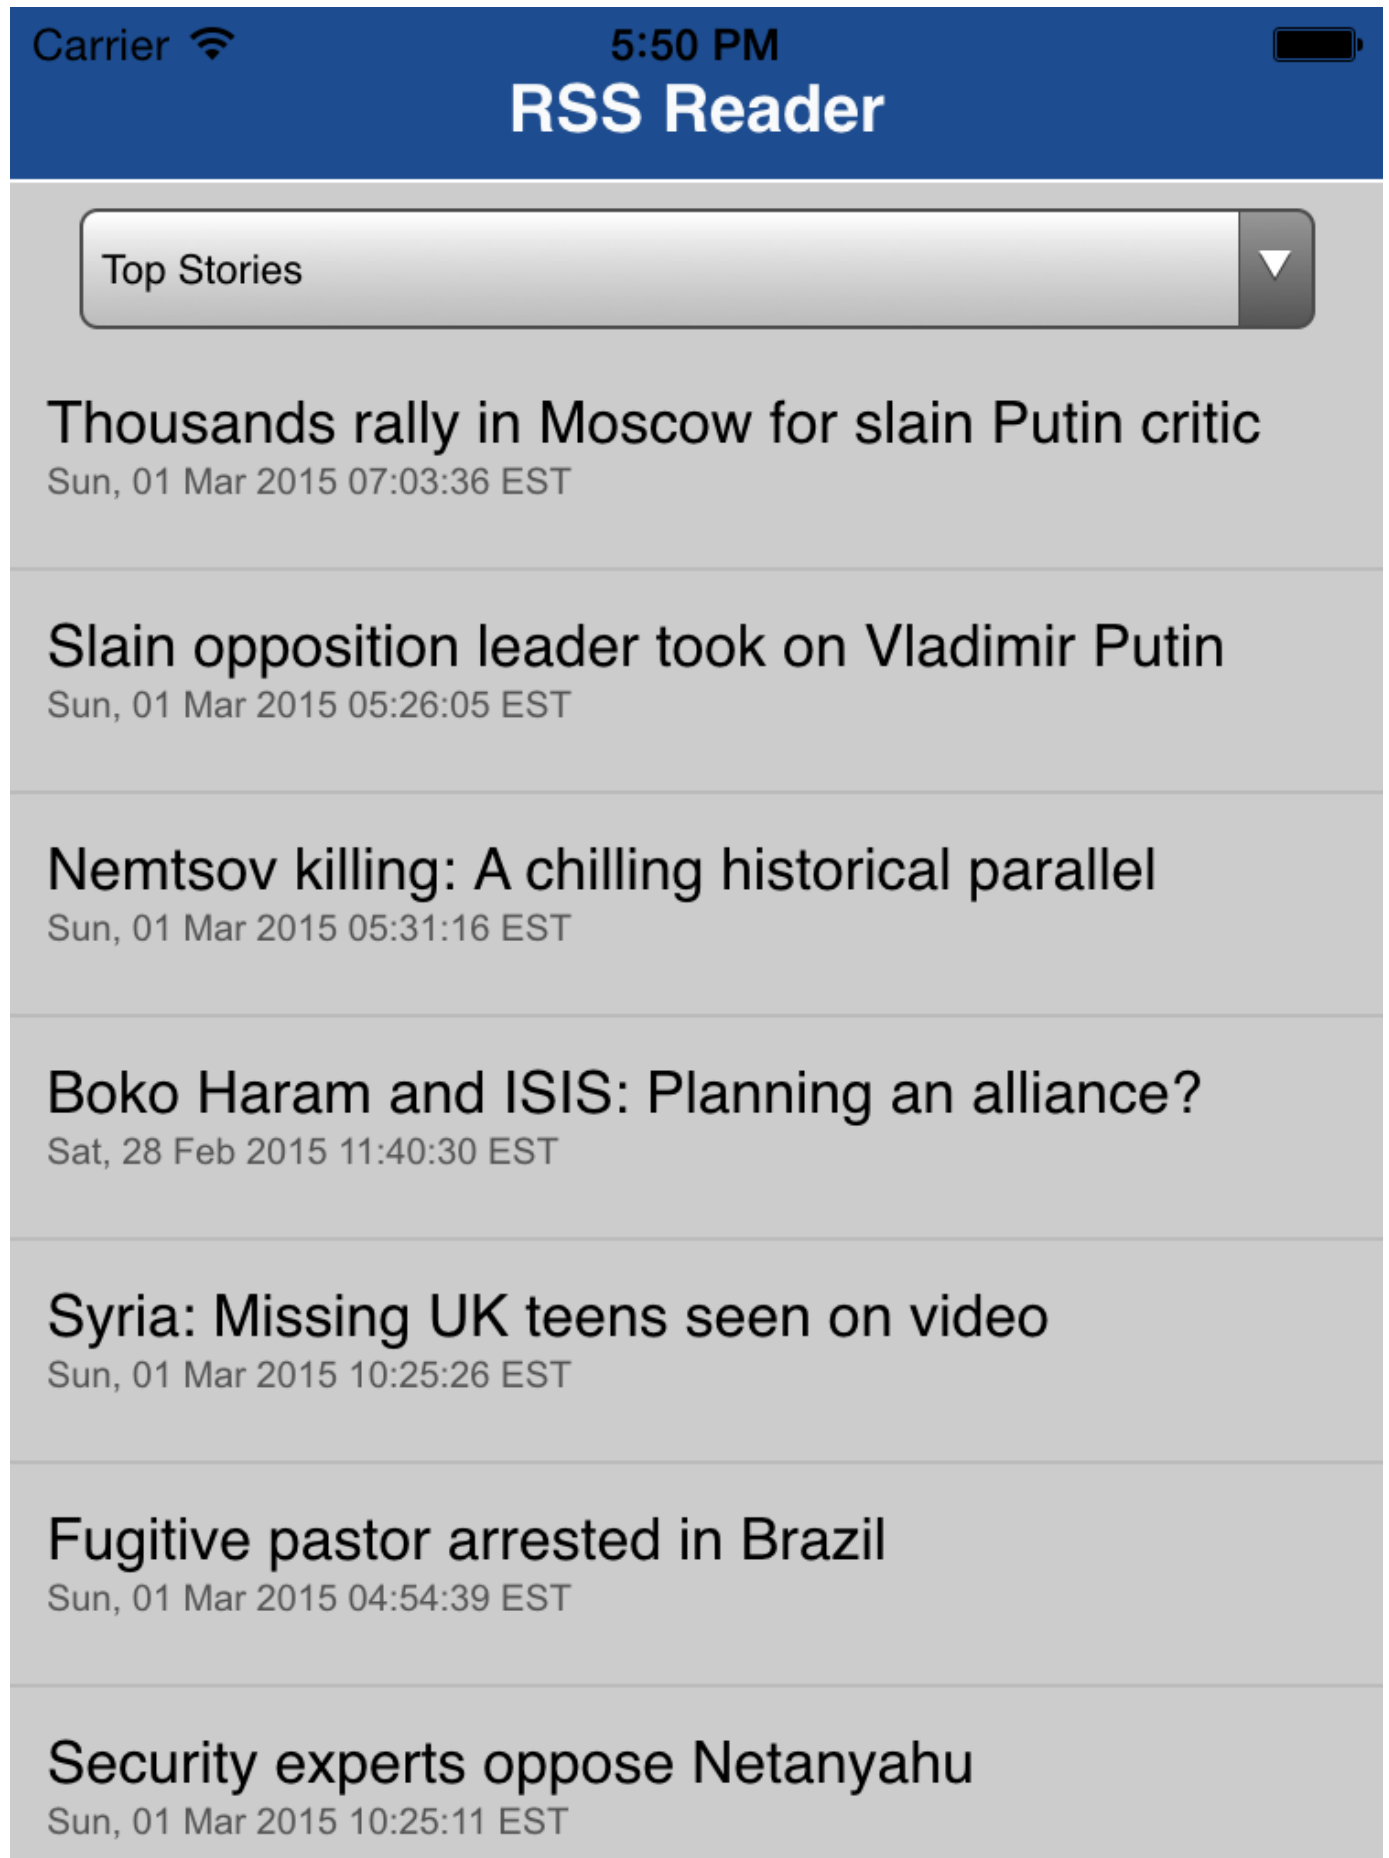 Carrier
5:50 PM
RSS Reader
Top Stories
Thousands rally in Moscow for slain Putin critic
Sun, 01 Mar 2015 07:03:36 EST
Slain opposition leader took on Vladimir Putin
Sun, 01 Mar 2015 05:26:05 EST
Nemtsov killing: A chilling historical parallel
Sun, 01 Mar 2015 05:31:16 EST
Boko Haram and ISIS: Planning an alliance?
Sat, 28 Feb 2015 11:40:30 EST
Syria: Missing UK teens seen on video
Sun, 01 Mar 2015 10:25:26 EST
Fugitive pastor arrested in Brazil
Sun, 01 Mar 2015 04:54:39 EST
Security experts oppose Netanyahu
Sun, 01 Mar 2015 10:25:11 EST